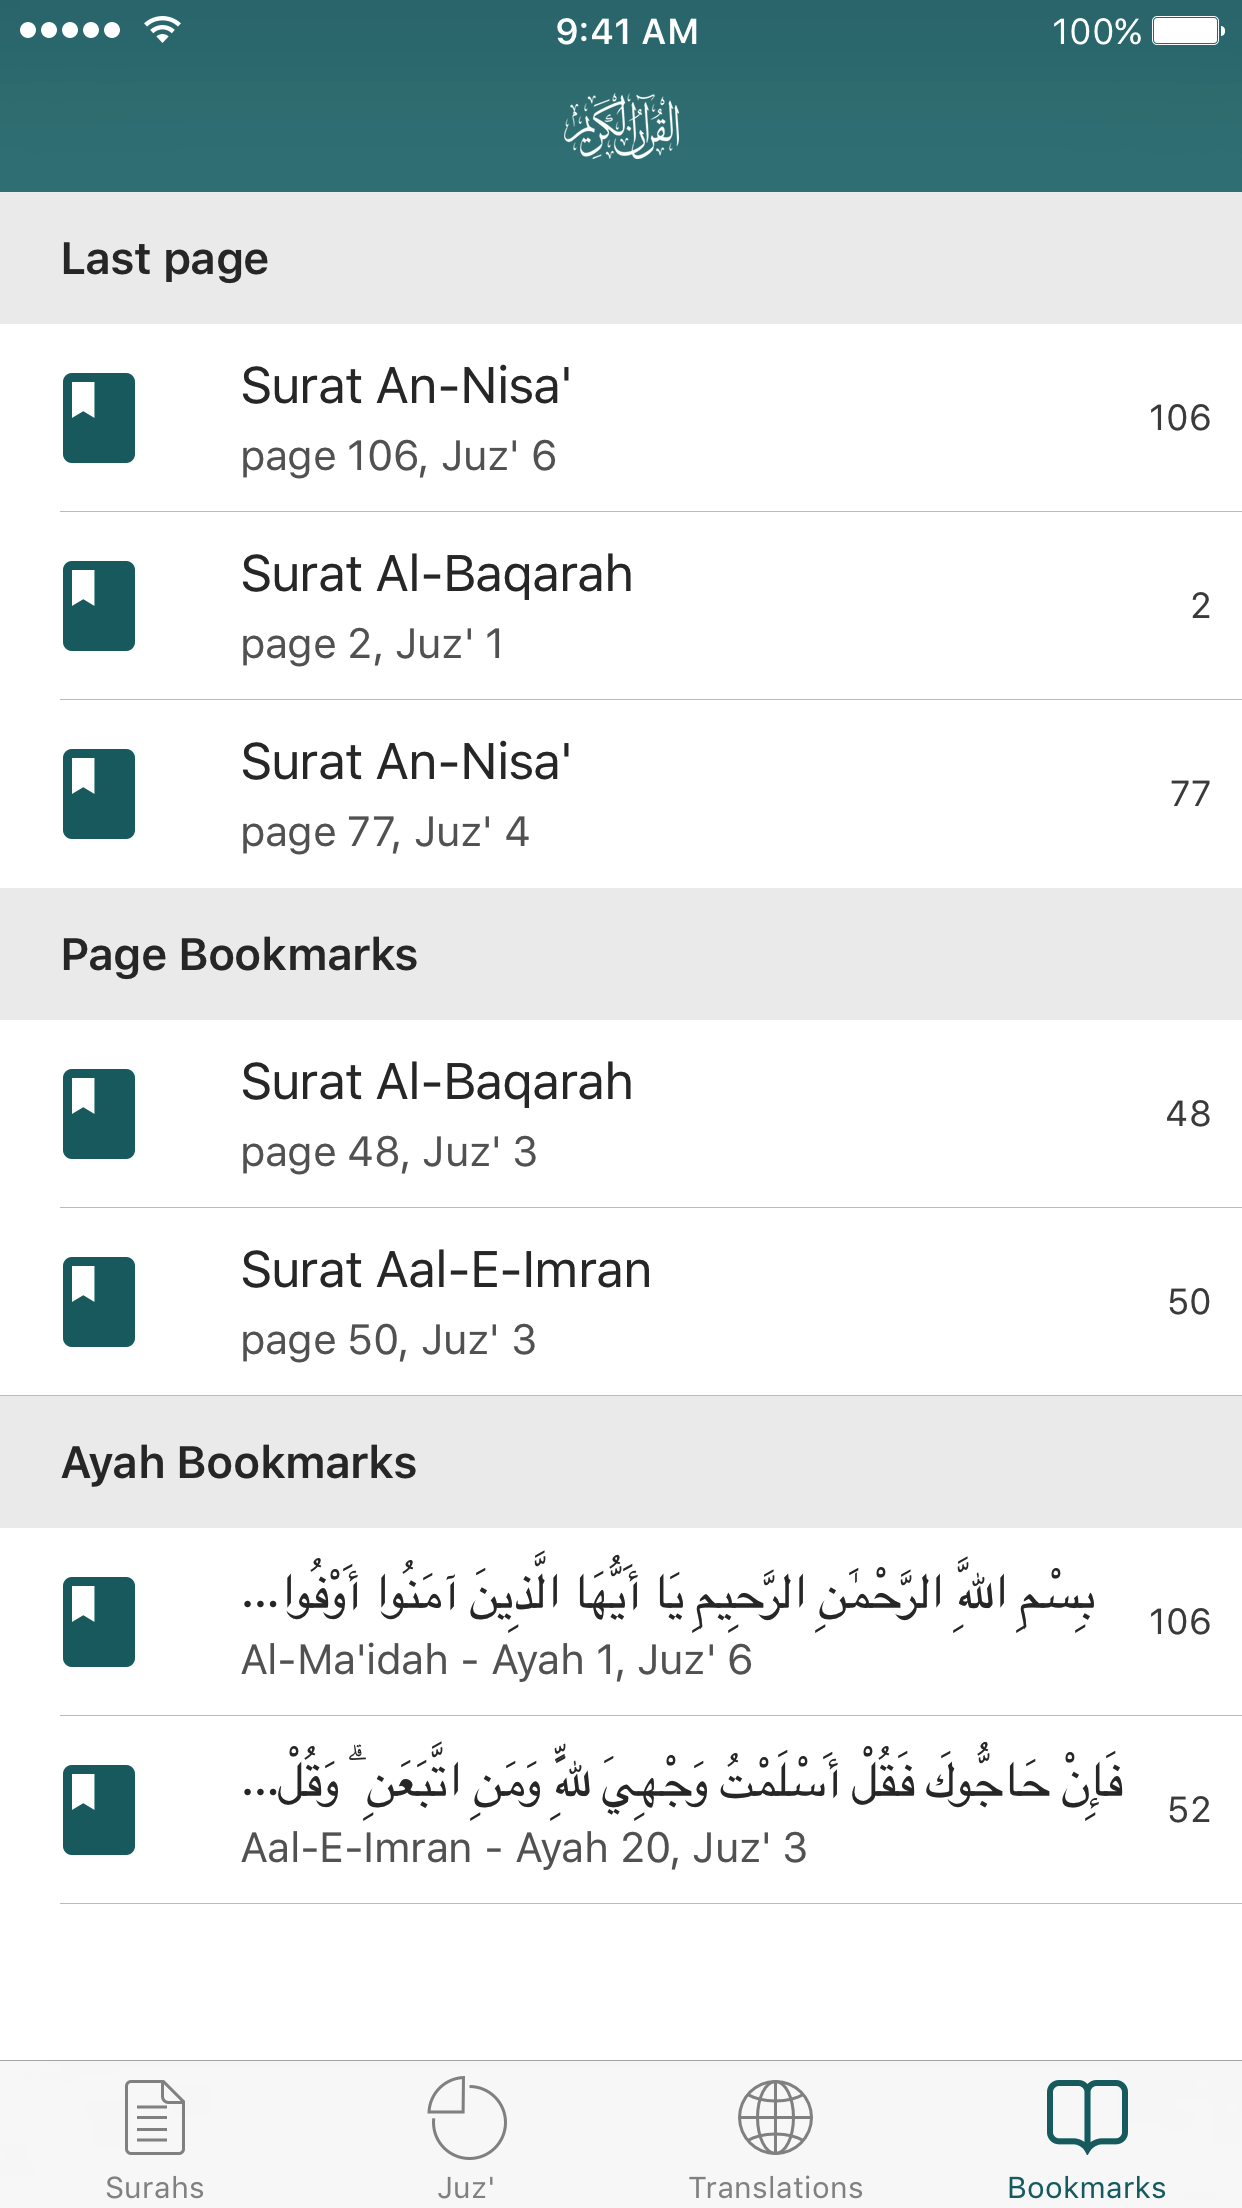 9:41 AM
100%
القرآن الكريم
Last page
Surat An-Nisa'
page 106, Juz' 6
106
Surat Al-Baqarah
page 2, Juz' 1
2
Surat An-Nisa'
page 77, Juz' 4
77
Page Bookmarks
Surat Al-Baqarah
page 48, Juz' 3
48
Surat Aal-E-Imran
page 50, Juz' 3
50
Ayah Bookmarks
بِسْمِ اللَّهِ الرَّحْمَٰنِ الرَّحِيمِ يَا أَيُّهَا الَّذِينَ آمَنُوا أَوْفُوا...
Al-Ma'idah - Ayah 1, Juz' 6
106
فَإِنْ حَاجُّوكَ فَقُلْ أَسْلَمْتُ وَجْهِيَ لِلَّهِ وَمَنِ اتَّبَعَنِ ۗ وَقُلْ...
Aal-E-Imran - Ayah 20, Juz' 3
52
Surahs
Juz'
Translations
Bookmarks